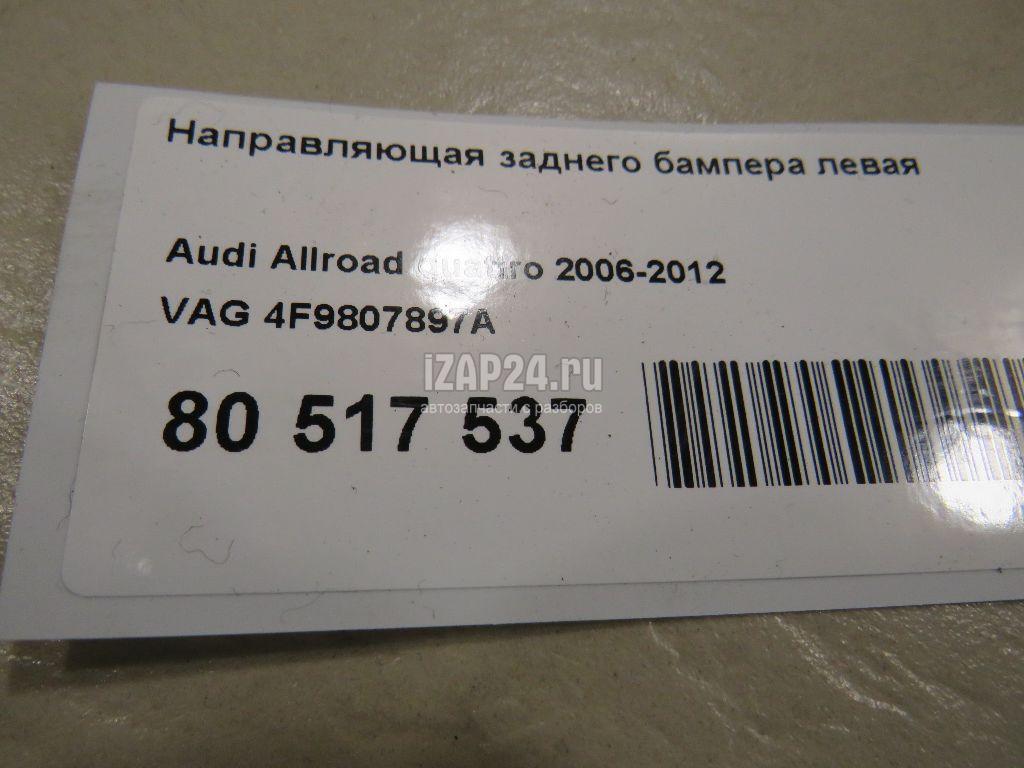 Направляющая заднего бампера левая
Audi Allroad quattro 2006-2012
VAG 4F9807897A
iZAP24.ru
автозапчасти с разборов
80 517 537